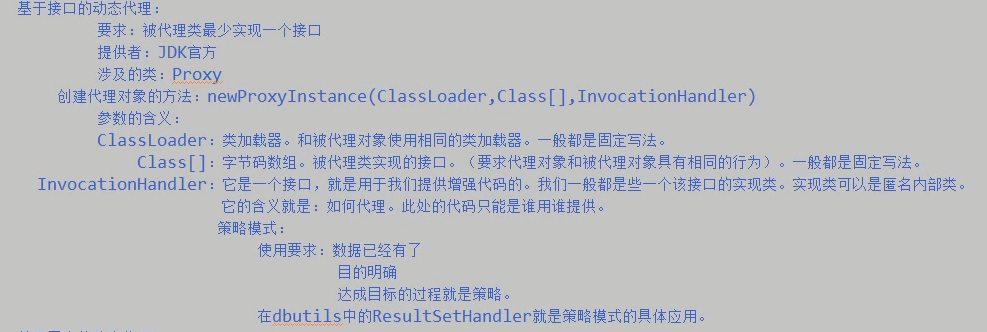 基于接口的动态代理：
要求：被代理类最少实现一个接口
提供者：JDK官方
涉及的类：Proxy
创建代理对象的方法：newProxyInstance(ClassLoader,Class[],InvocationHandler)
参数的含义：
ClassLoader：类加载器。和被代理对象使用相同的类加载器。一般都是固定写法。
Class[]：字节码数组。被代理类实现的接口。（要求代理对象和被代理对象具有相同的行为）。一般都是固定写法。
InvocationHandler：它是一个接口，就是用于我们提供增强代码的。我们一般都是些一个该接口的实现类。实现类可以是匿名内部类。
它的含义就是：如何代理。此处的代码只能是谁用谁提供。
策略模式：
使用要求：数据已经有了
目的明确
达成目标的过程就是策略。
在dbutils中的ResultSetHandler就是策略模式的具体应用。